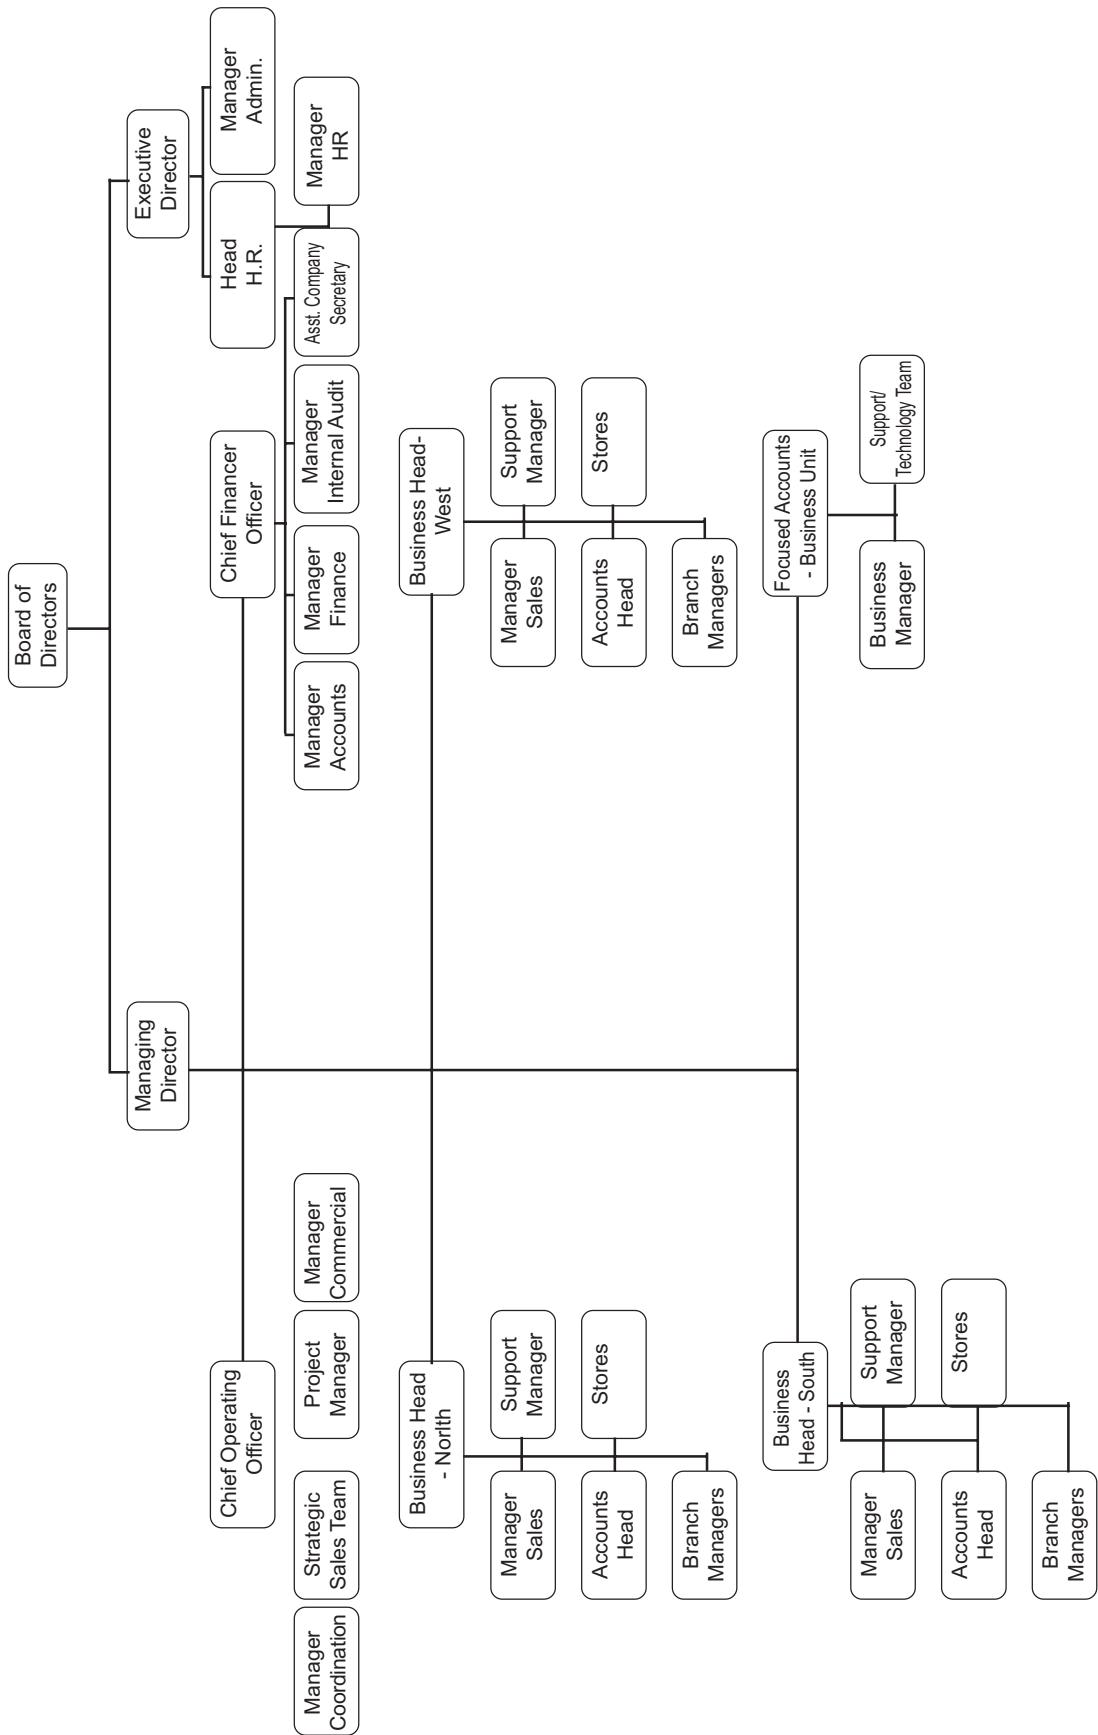 Board of
Directors
Managing
Director
Executive
Director
Chief Operating
Officer
Chief Financer
Officer
Head
H.R.
Manager
Admin.
Manager
Coordination
Strategic
Sales Team
Project
Manager
Manager
Commercial
Manager
Accounts
Manager
Finance
Manager
Internal Audit
Asst. Company
Secretary
Manager
HR
Business Head
- Norlth
Business Head-
West
Manager
Sales
Support
Manager
Manager
Sales
Support
Manager
Accounts
Head
Stores
Accounts
Head
Stores
Branch
Managers
Branch
Managers
Business
Head - South
Focused Accounts
- Business Unit
Manager
Sales
Support
Manager
Business
Manager
Support/
Technology Team
Accounts
Head
Stores
Branch
Managers